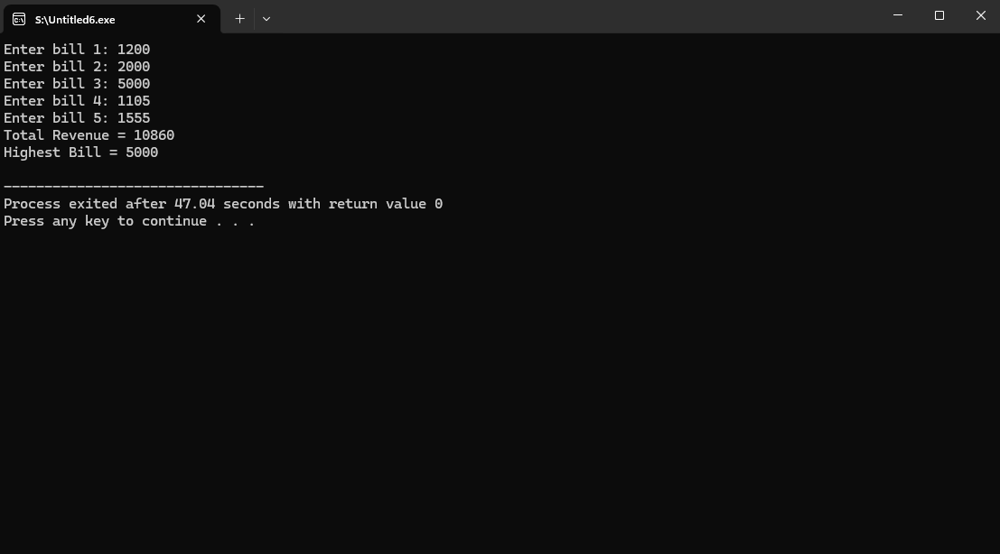 S:\Untitled6.exe
Enter bill 1: 1200
Enter bill 2: 2000
Enter bill 3: 5000
Enter bill 4: 1105
Enter bill 5: 1555
Total Revenue = 10860
Highest Bill = 5000
--------------------------------
Process exited after 47.04 seconds with return value 0
Press any key to continue . . .